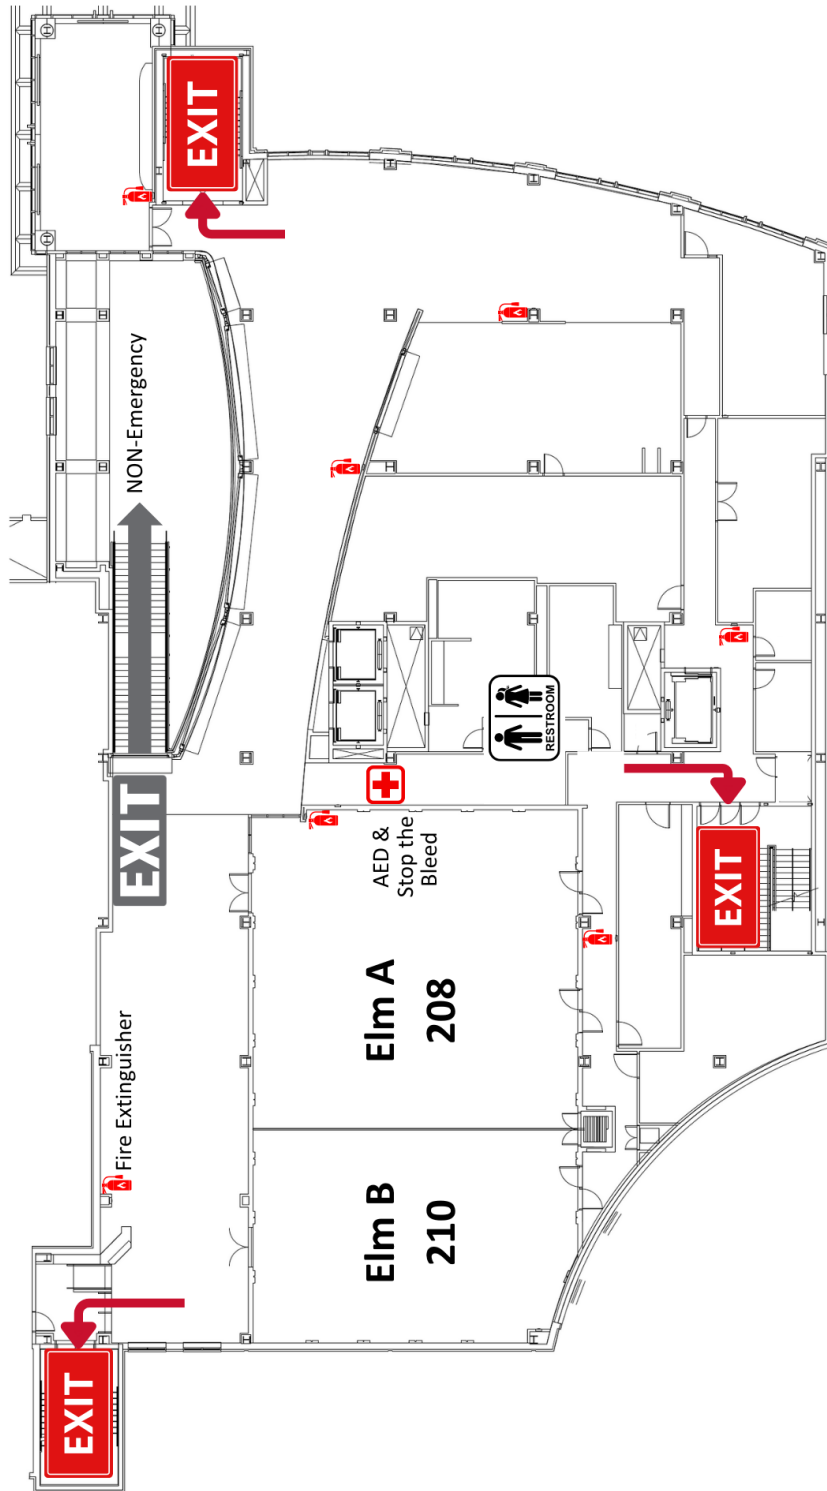 EXIT
NON-Emergency
EXIT
RESTROOM
AED &
Stop the
Bleed
EXIT
Elm A
208
Fire Extinguisher
Elm B
210
EXIT